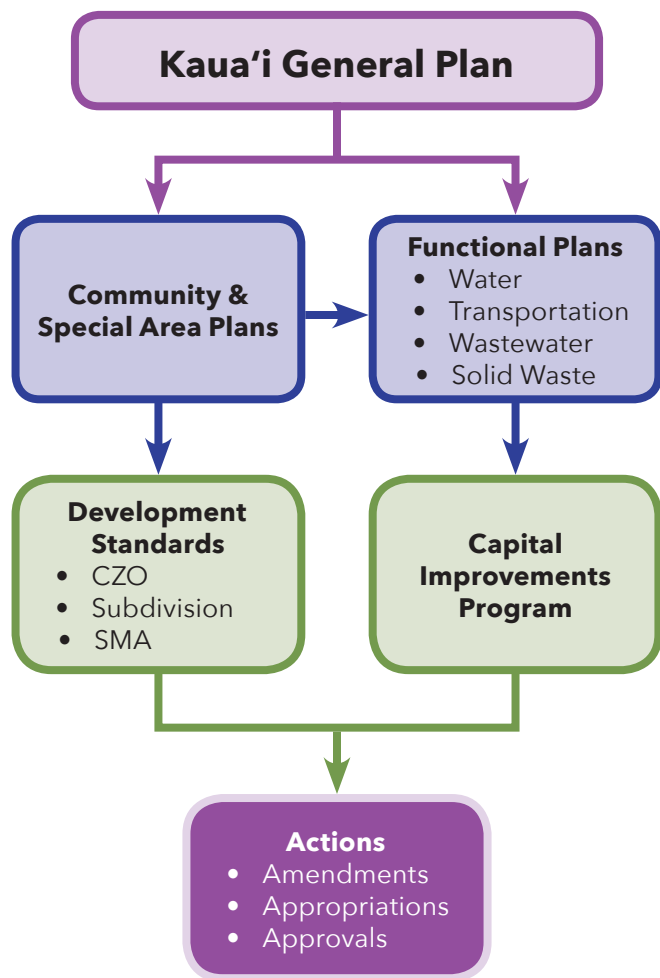 Kauaʻi General Plan
Community &
Special Area Plans
Functional Plans
• Water
• Transportation
• Wastewater
• Solid Waste
Development
Standards
• CZO
• Subdivision
• SMA
Capital
Improvements
Program
Actions
• Amendments
• Appropriations
• Approvals